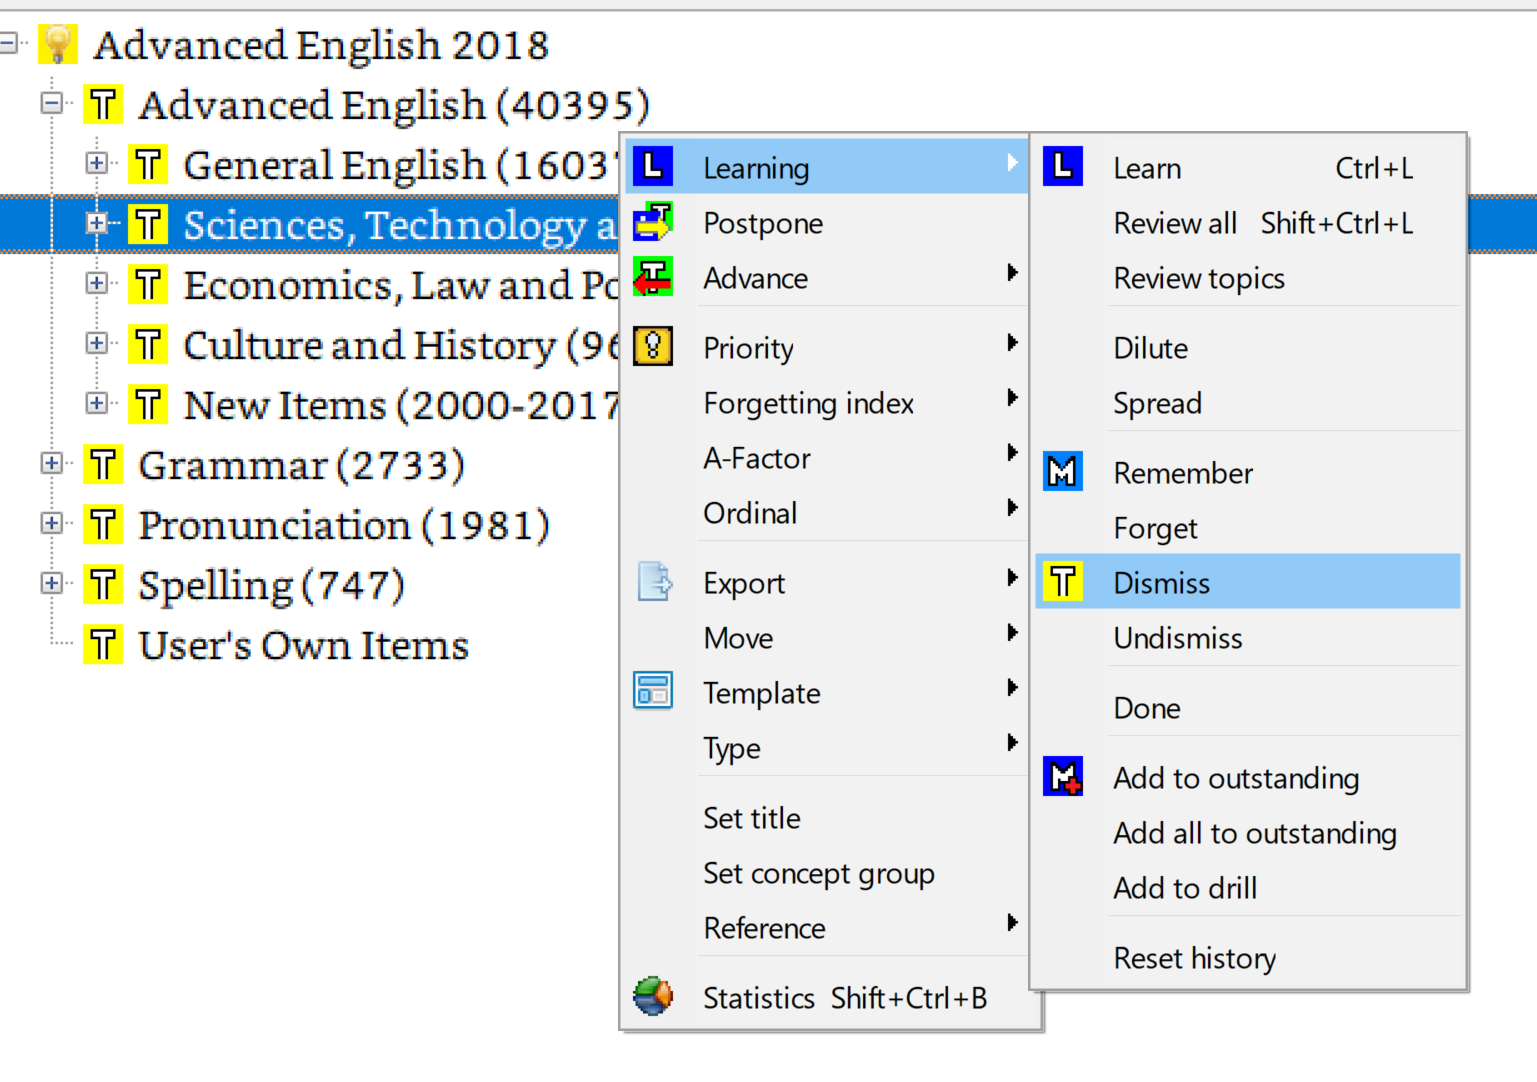 Advanced English 2018
Advanced English (40395)
General English (1603
Sciences, Technology a
Economics, Law and Po
Culture and History (96
New Items (2000-2017
Grammar (2733)
Pronunciation (1981)
Spelling (747)
User's Own Items
Learning
Postpone
Advance
Priority
Forgetting index
A-Factor
Ordinal
Export
Move
Template
Type
Set title
Set concept group
Reference
Statistics Shift+Ctrl+B
Learn Ctrl+L
Review all Shift+Ctrl+L
Review topics
Dilute
Spread
Remember
Forget
Dismiss
Undismiss
Done
Add to outstanding
Add all to outstanding
Add to drill
Reset history